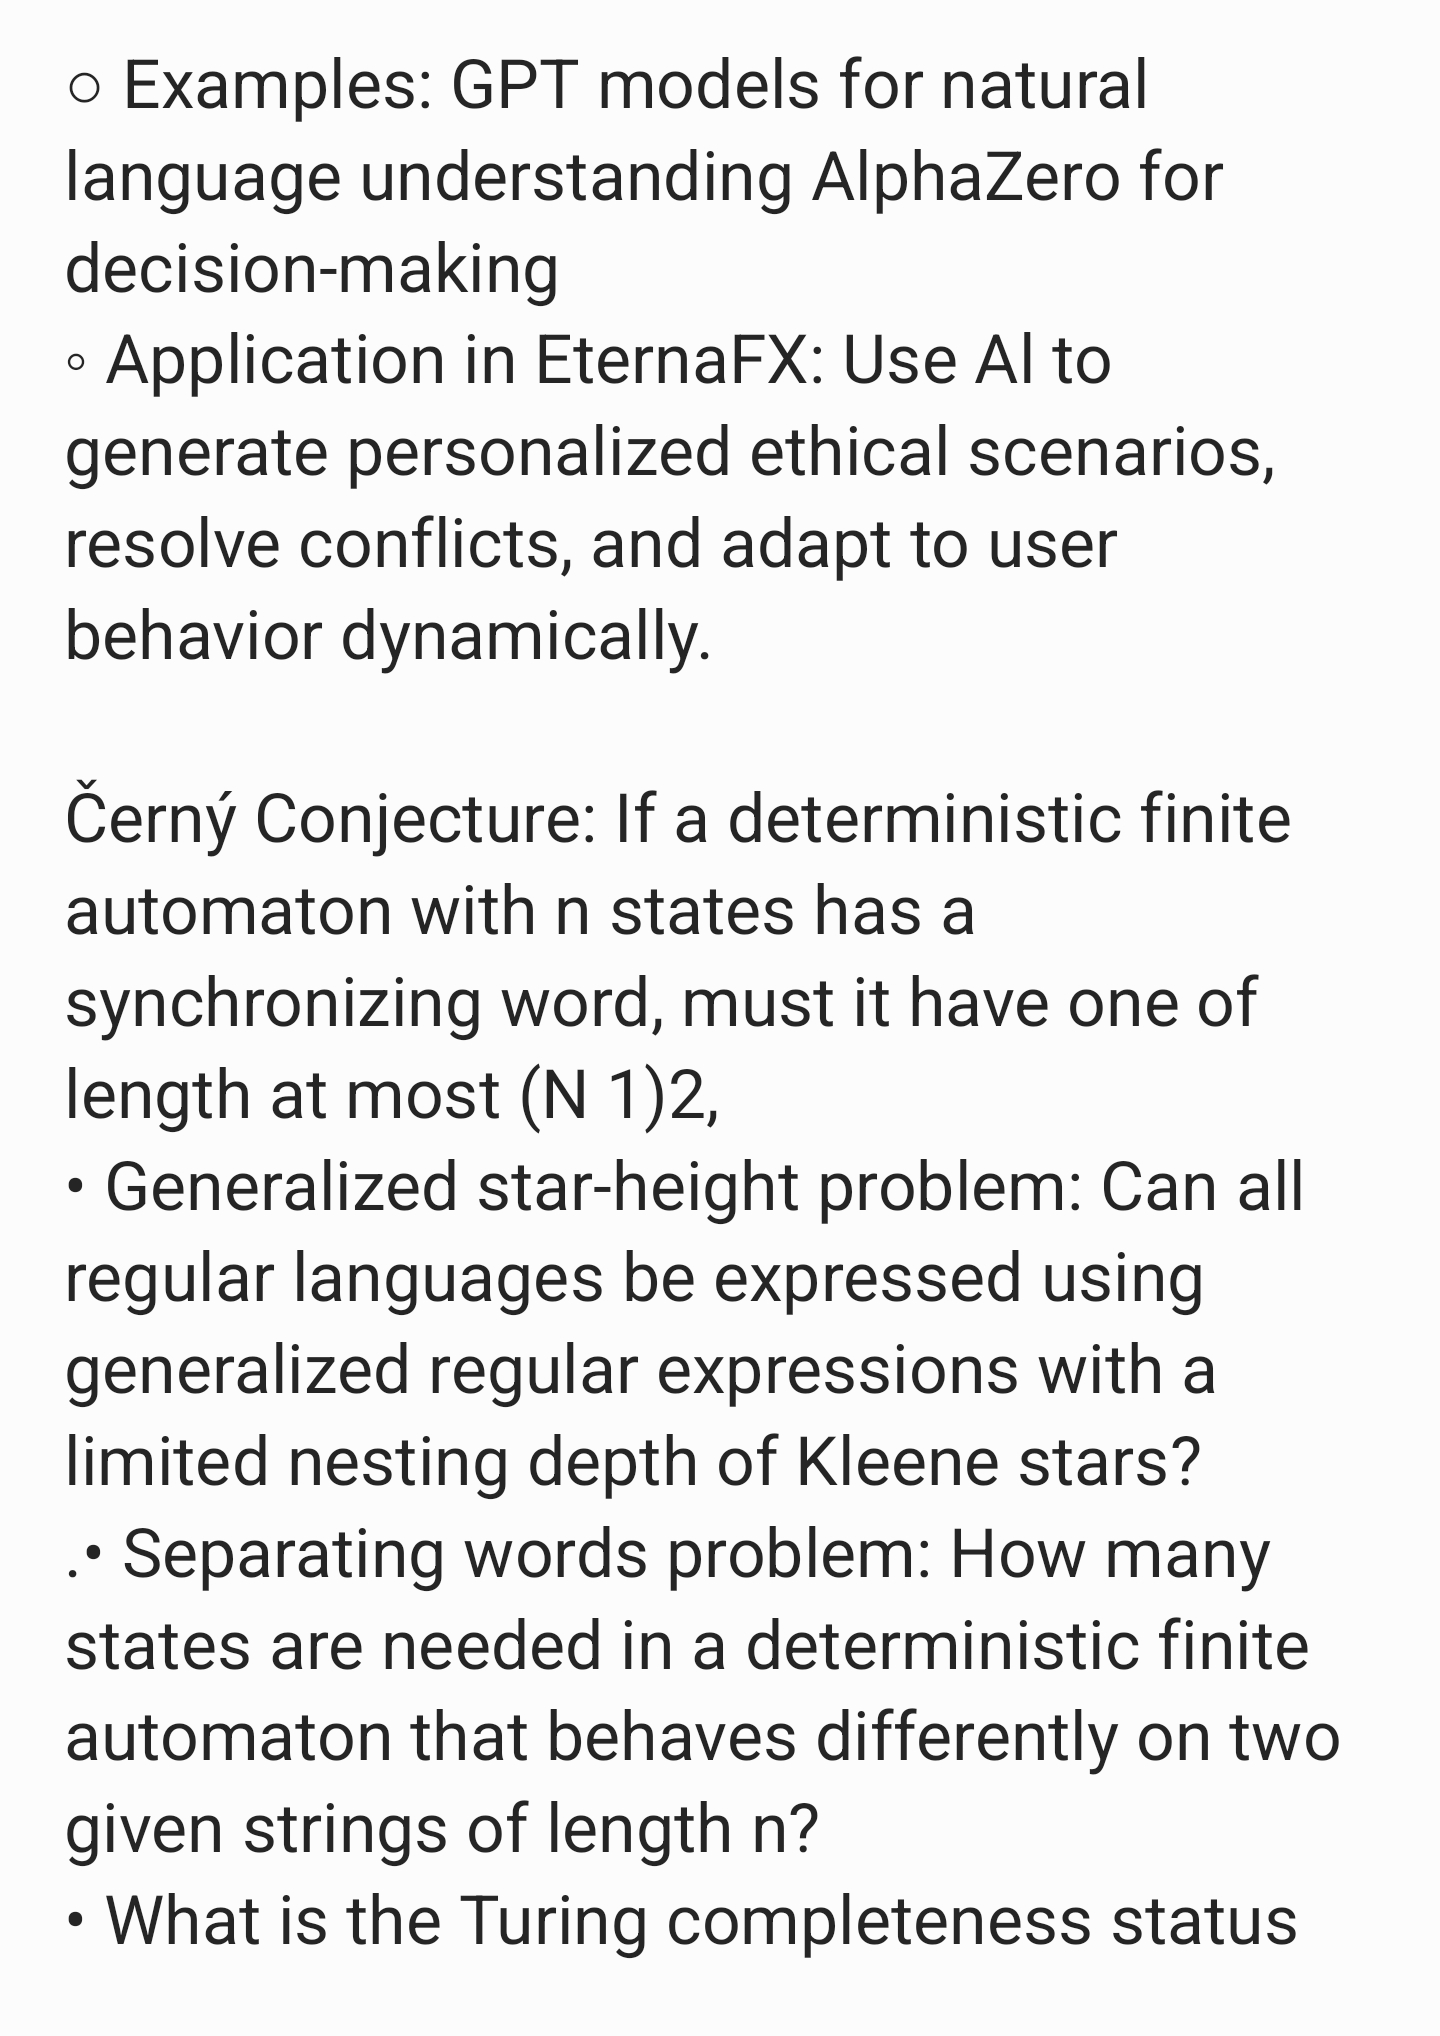 ○ Examples: GPT models for natural
language understanding AlphaZero for
decision-making
◦ Application in EternaFX: Use Al to
generate personalized ethical scenarios,
resolve conflicts, and adapt to user
behavior dynamically.
Černý Conjecture: If a deterministic finite
automaton with n states has a
synchronizing word, must it have one of
length at most (N 1)2,
• Generalized star-height problem: Can all
regular languages be expressed using
generalized regular expressions with a
limited nesting depth of Kleene stars?
.• Separating words problem: How many
states are needed in a deterministic finite
automaton that behaves differently on two
given strings of length n?
• What is the Turing completeness status